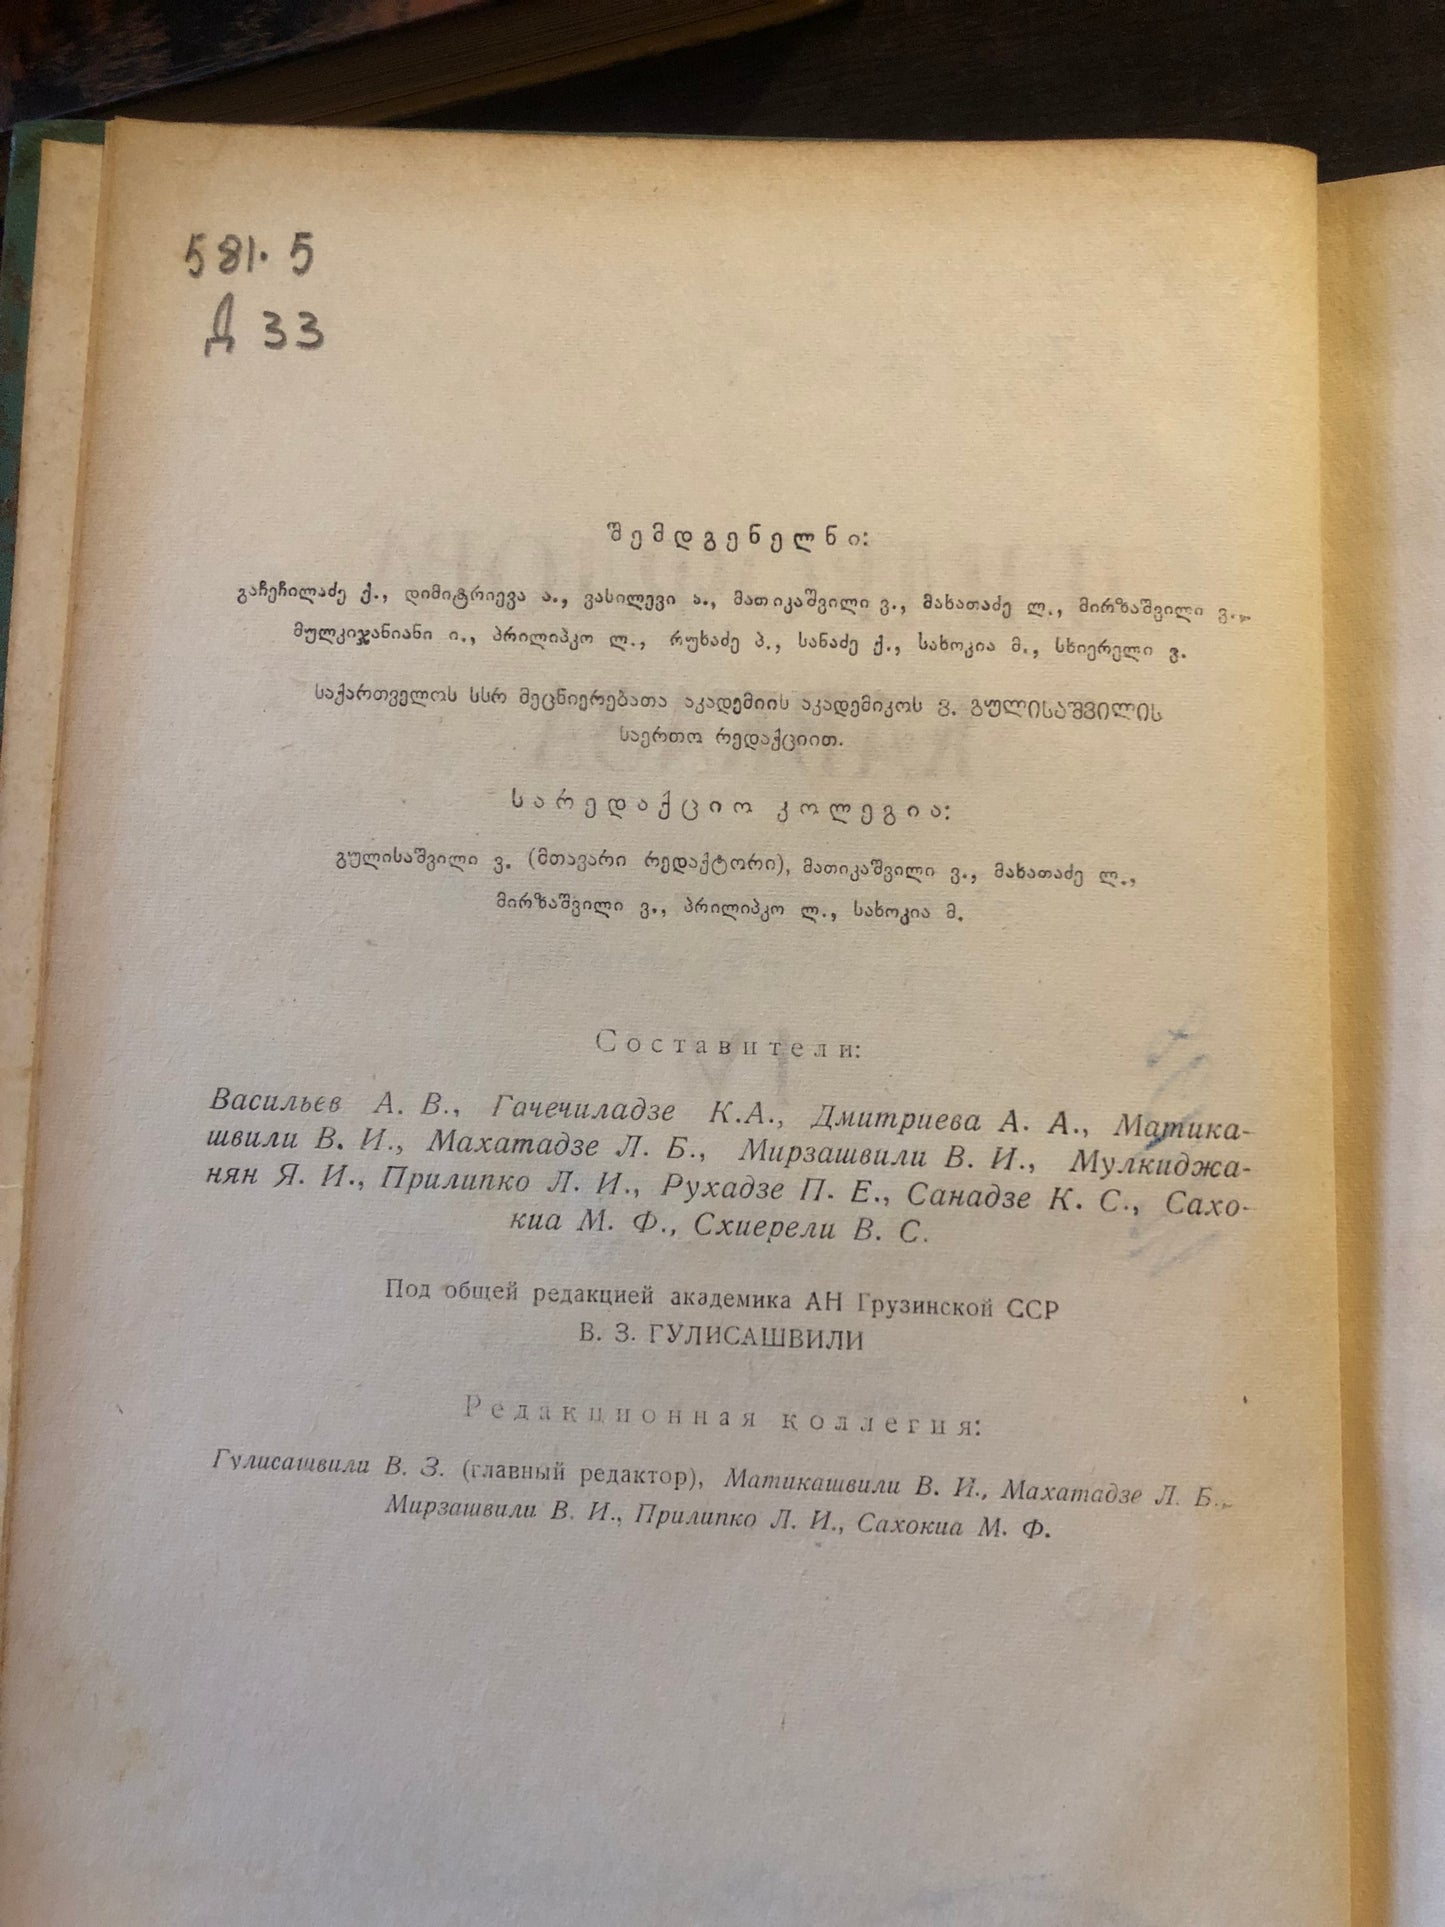 581.5
Д 33
შემდგენელნი:
გაჩეჩილაძე ქ., დიმიტრიევა ა., ვასილევი ა., მათიკაშვილი ვ., მახათაძე ლ., მირზაშვილი ვ.,
მულკიჯანიანი ი., პრილიპკო ლ., რუხაძე პ., სანაძე ქ., სახოკია მ., სხიერელი ვ.
საქართველოს სსრ მეცნიერებათა აკადემიის აკადემიკოს ვ. გულისაშვილის
საერთო რედაქციით.
სარედაქციო კოლეგია:
გულისაშვილი ვ. (მთავარი რედაქტორი), მათიკაშვილი ვ., მახათაძე ლ.,
მირზაშვილი ვ., პრილიპკო ლ., სახოკია მ.
Составители:
Васильев А. В., Гачечиладзе К.А., Дмитриева А. А., Матика-
швили В. И., Махатадзе Л. Б., Мирзашвили В. И., Мулкиджа-
нян Я. И., Прилипко Л. И., Рухадзе П. Е., Санадзе К. С., Сахо-
киа М. Ф., Схиерели В. С.
Под общей редакцией академика АН Грузинской ССР
В. З. ГУЛИСАШВИЛИ
Редакционная коллегия:
Гулисашвили В. З. (главный редактор), Матикашвили В. И., Махатадзе Л. Б.,
Мирзашвили В. И., Прилипко Л. И., Сахокиа М. Ф.